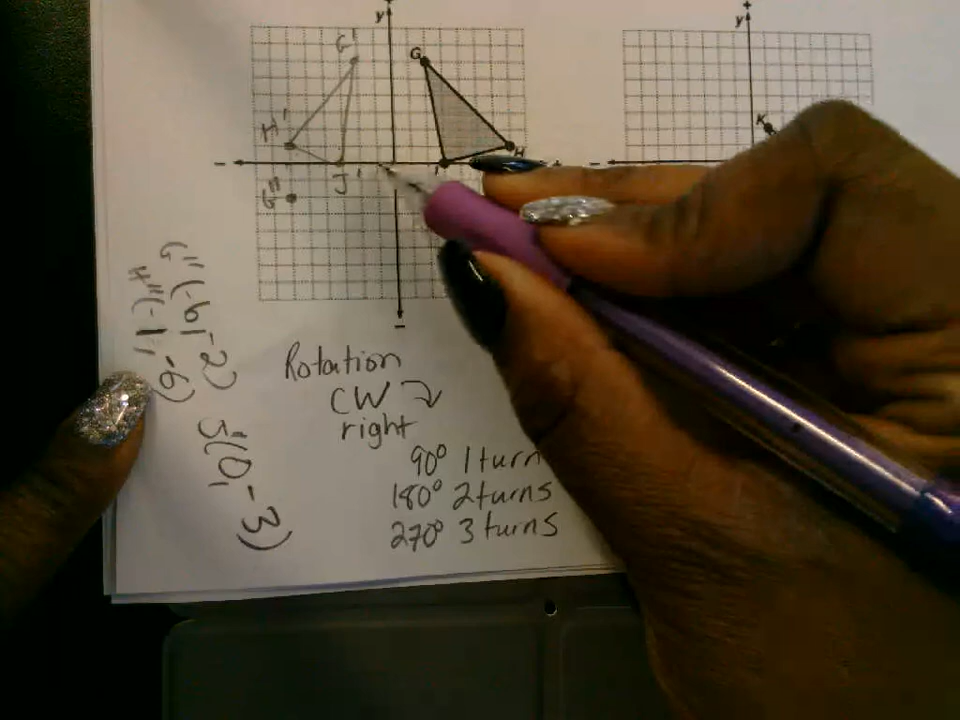 y
y
G'
G
H'
K
H
J'
G"
G"(-6,-2)
H"(-1,-6)
J"(0,-3)
Rotation
CW
right
90° 1 turn
180° 2 turns
270° 3 turns